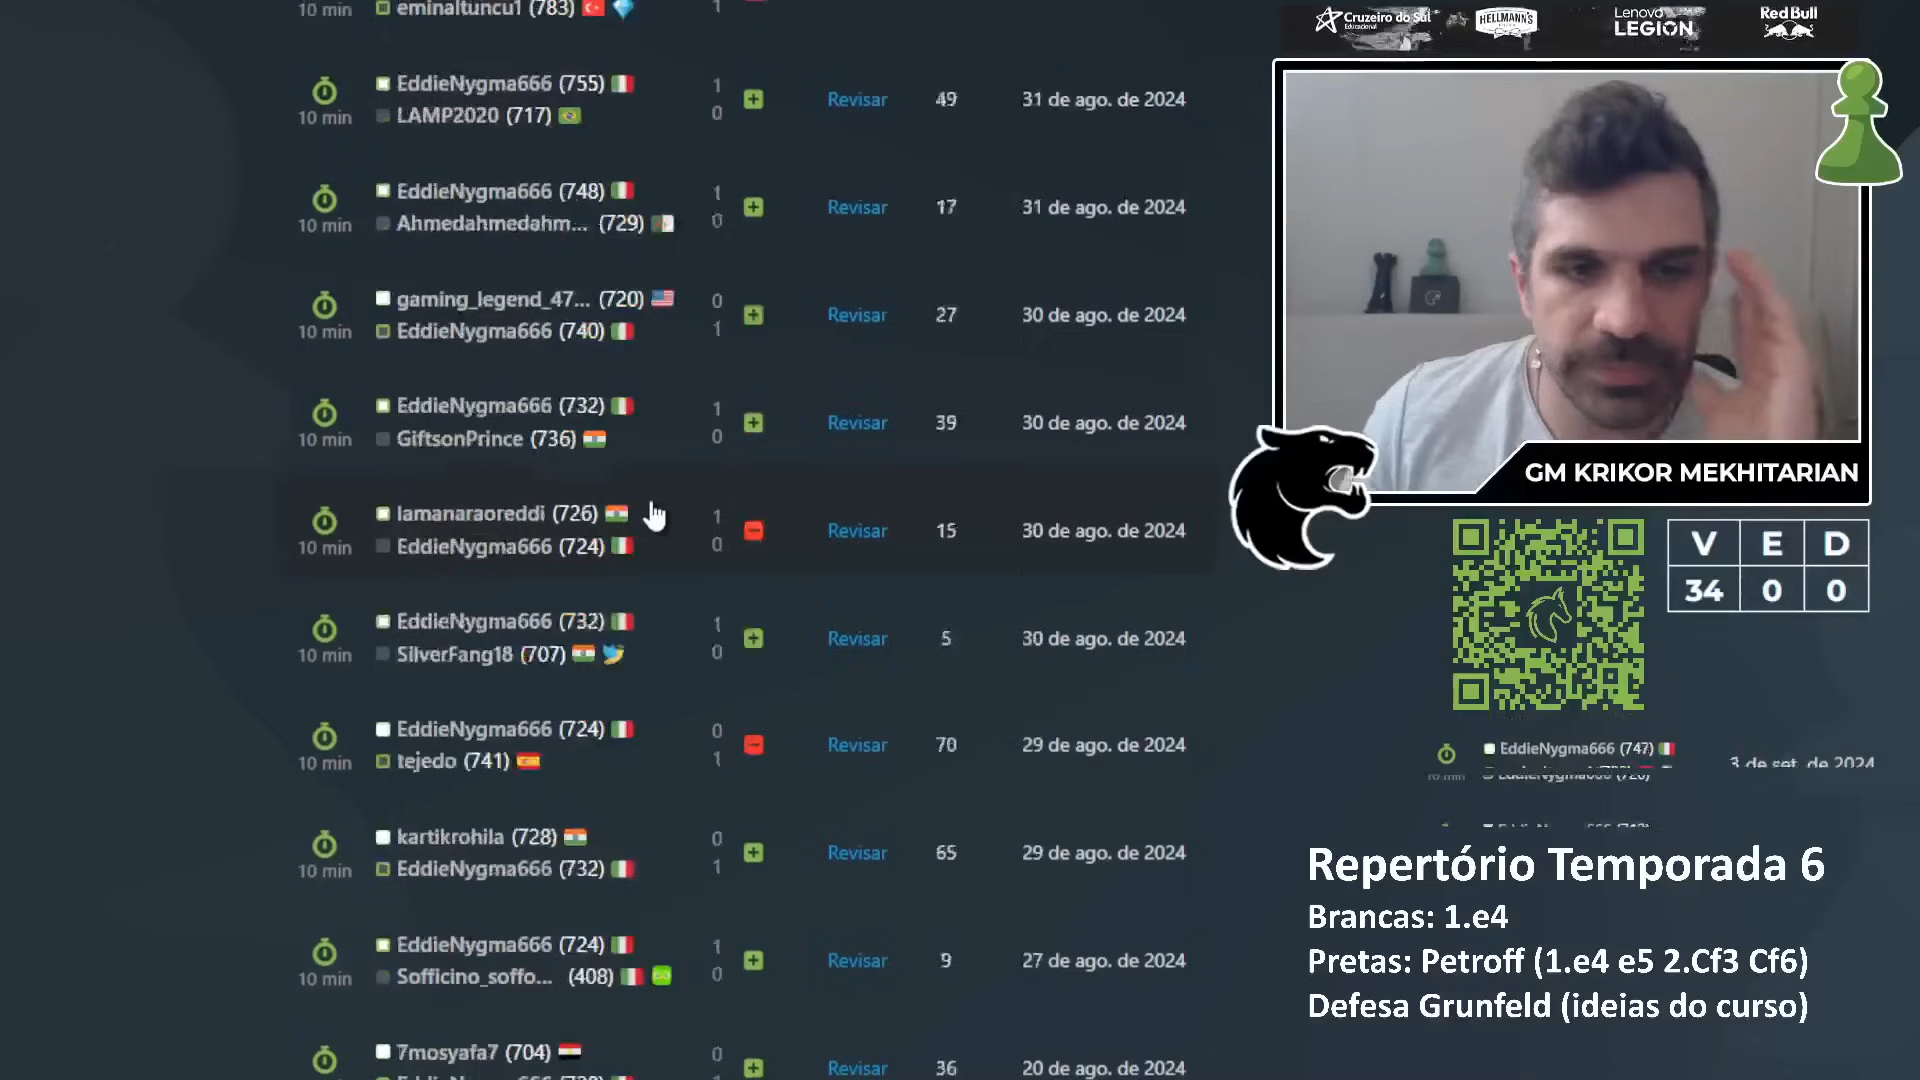 10 min
eminaltuncu1 (783)
1
10 min
EddieNygma666 (755)
LAMP2020 (717)
1
0
Revisar
49
31 de ago. de 2024
10 min
EddieNygma666 (748)
Ahmedahmedahm... (729)
1
0
Revisar
17
31 de ago. de 2024
10 min
gaming_legend_47... (720)
EddieNygma666 (740)
0
1
Revisar
27
30 de ago. de 2024
10 min
EddieNygma666 (732)
GiftsonPrince (736)
1
0
Revisar
39
30 de ago. de 2024
10 min
lamanaraoreddi (726)
EddieNygma666 (724)
1
0
Revisar
15
30 de ago. de 2024
10 min
EddieNygma666 (732)
SilverFang18 (707)
1
0
Revisar
5
30 de ago. de 2024
10 min
EddieNygma666 (724)
tejedo (741)
0
1
Revisar
70
29 de ago. de 2024
10 min
kartikrohila (728)
EddieNygma666 (732)
0
1
Revisar
65
29 de ago. de 2024
10 min
EddieNygma666 (724)
Sofficino_soffo... (408)
1
0
Revisar
9
27 de ago. de 2024
7mosyafa7 (704)
0
Revisar
36
20 de ago. de 2024
Cruzeiro do Sul
Educacional
HELLMANN'S
Lenovo
LEGION
Red Bull
GM KRIKOR MEKHITARIAN
V E D
34 0 0
EddieNygma666 (747)
3 de set. de 2024
Repertório Temporada 6
Brancas: 1.e4
Pretas: Petroff (1.e4 e5 2.Cf3 Cf6)
Defesa Grunfeld (ideias do curso)